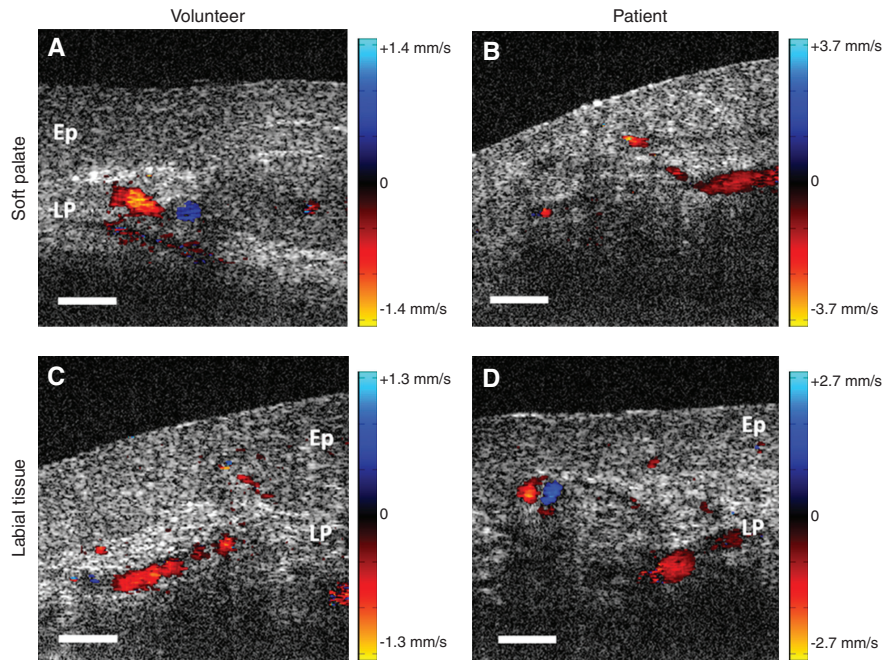 Volunteer
Patient
Soft palate
A
Ep
LP
+1.4 mm/s
0
-1.4 mm/s
B
+3.7 mm/s
0
-3.7 mm/s
Labial tissue
C
Ep
LP
+1.3 mm/s
0
-1.3 mm/s
D
Ep
LP
+2.7 mm/s
0
-2.7 mm/s